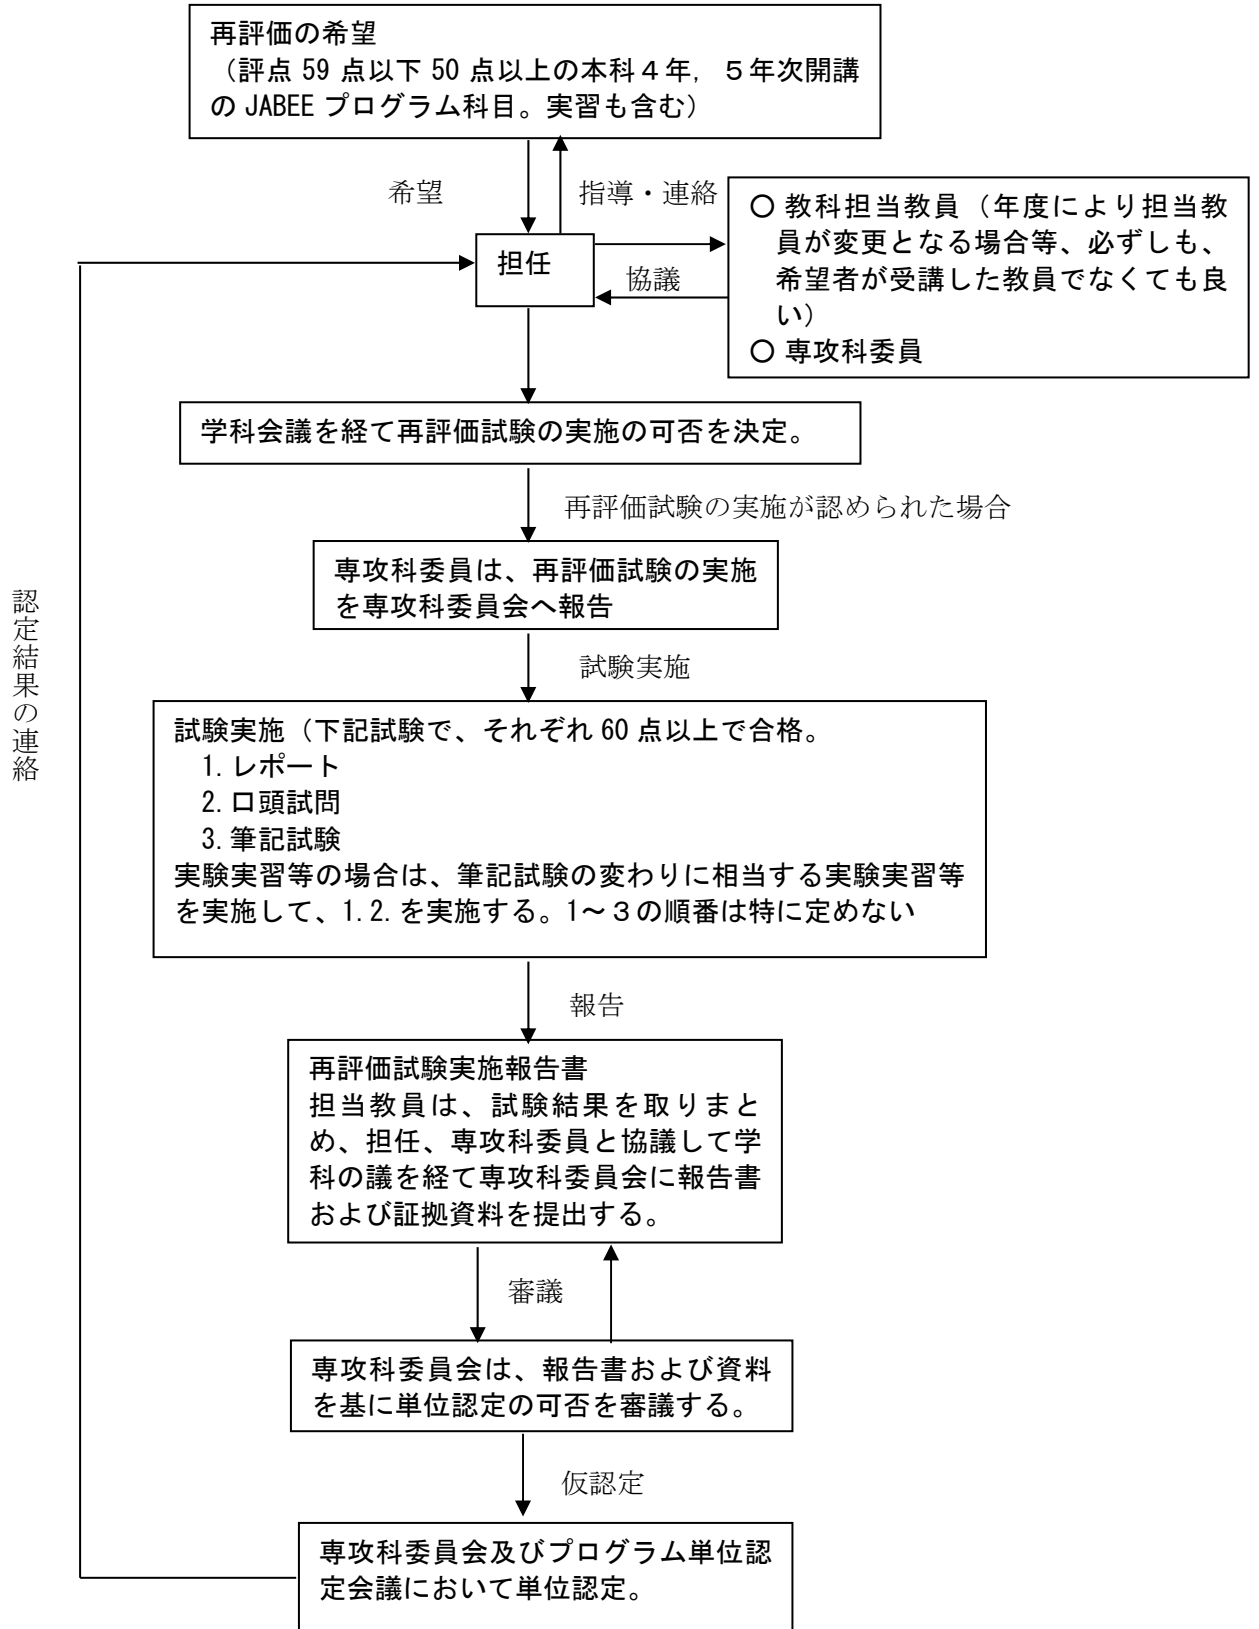 再評価の希望
（評点 59 点以下 50 点以上の本科４年，５年次開講
の JABEE プログラム科目。実習も含む）
希望
指導・連絡
〇 教科担当教員（年度により担当教
員が変更となる場合等、必ずしも、
希望者が受講した教員でなくても良
い）
〇 専攻科委員
担任
協議
学科会議を経て再評価試験の実施の可否を決定。
再評価試験の実施が認められた場合
専攻科委員は、再評価試験の実施
を専攻科委員会へ報告
認定結果の連絡
試験実施
試験実施（下記試験で、それぞれ 60 点以上で合格。
1. レポート
2. 口頭試問
3. 筆記試験
実験実習等の場合は、筆記試験の変わりに相当する実験実習等
を実施して、1. 2. を実施する。1～３の順番は特に定めない
報告
再評価試験実施報告書
担当教員は、試験結果を取りまと
め、担任、専攻科委員と協議して学
科の議を経て専攻科委員会に報告書
および証拠資料を提出する。
審議
専攻科委員会は、報告書および資料
を基に単位認定の可否を審議する。
仮認定
専攻科委員会及びプログラム単位認
定会議において単位認定。